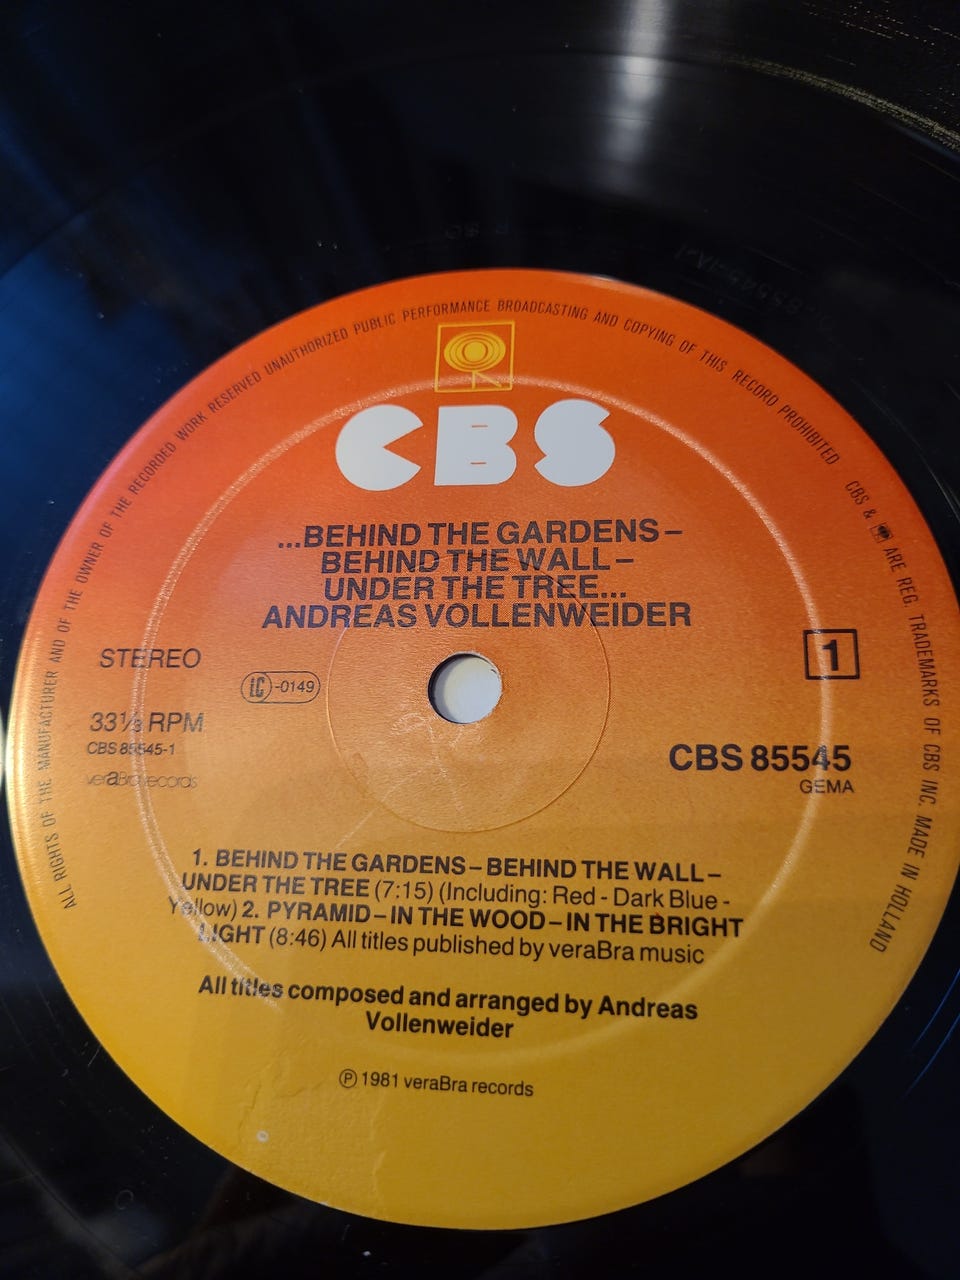 ALL RIGHTS OF THE MANUFACTURER AND OF THE OWNER OF THE RECORDED WORK RESERVED UNAUTHORIZED PUBLIC PERFORMANCE BROADCASTING AND COPYING OF THIS RECORD PROHIBITED
CBS & ARE REG. TRADEMARKS OF CBS INC. MADE IN HOLLAND
CBS
...BEHIND THE GARDENS–
BEHIND THE WALL–
UNDER THE TREE...
ANDREAS VOLLENWEIDER
STEREO
LC-0149
1
33⅓ RPM
CBS 85545-1
veraBra records
CBS 85545
GEMA
1. BEHIND THE GARDENS – BEHIND THE WALL –
UNDER THE TREE (7:15) (Including: Red - Dark Blue -
Yellow) 2. PYRAMID – IN THE WOOD – IN THE BRIGHT
LIGHT (8:46) All titles published by veraBra music
All titles composed and arranged by Andreas
Vollenweider
℗ 1981 veraBra records